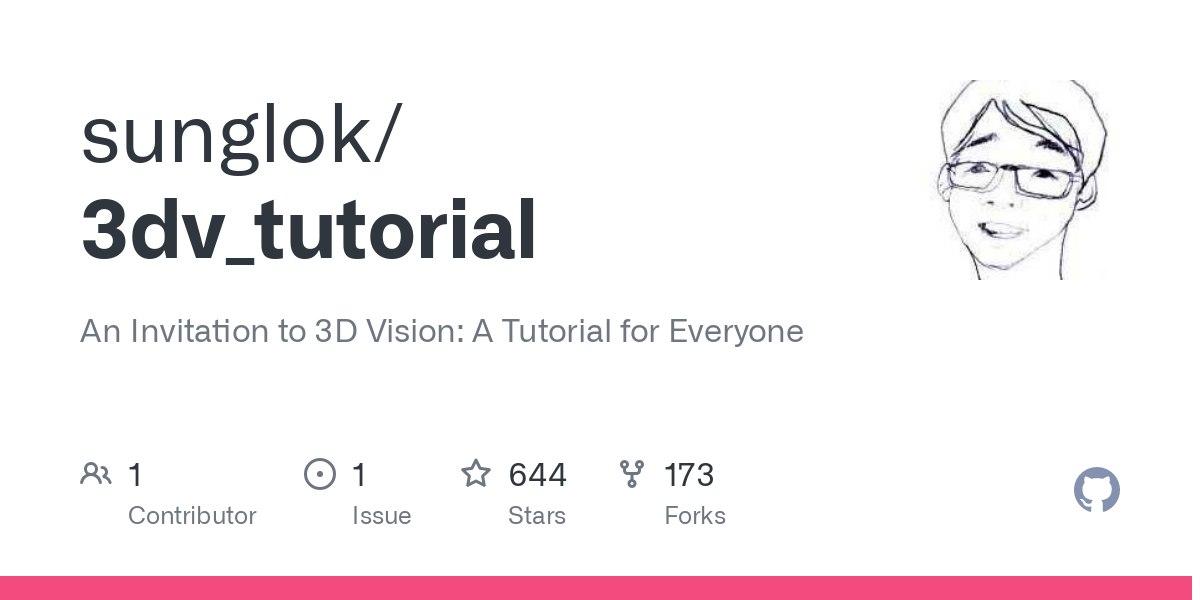 sunglok/
3dv_tutorial
An Invitation to 3D Vision: A Tutorial for Everyone
1
Contributor
1
Issue
644
Stars
173
Forks